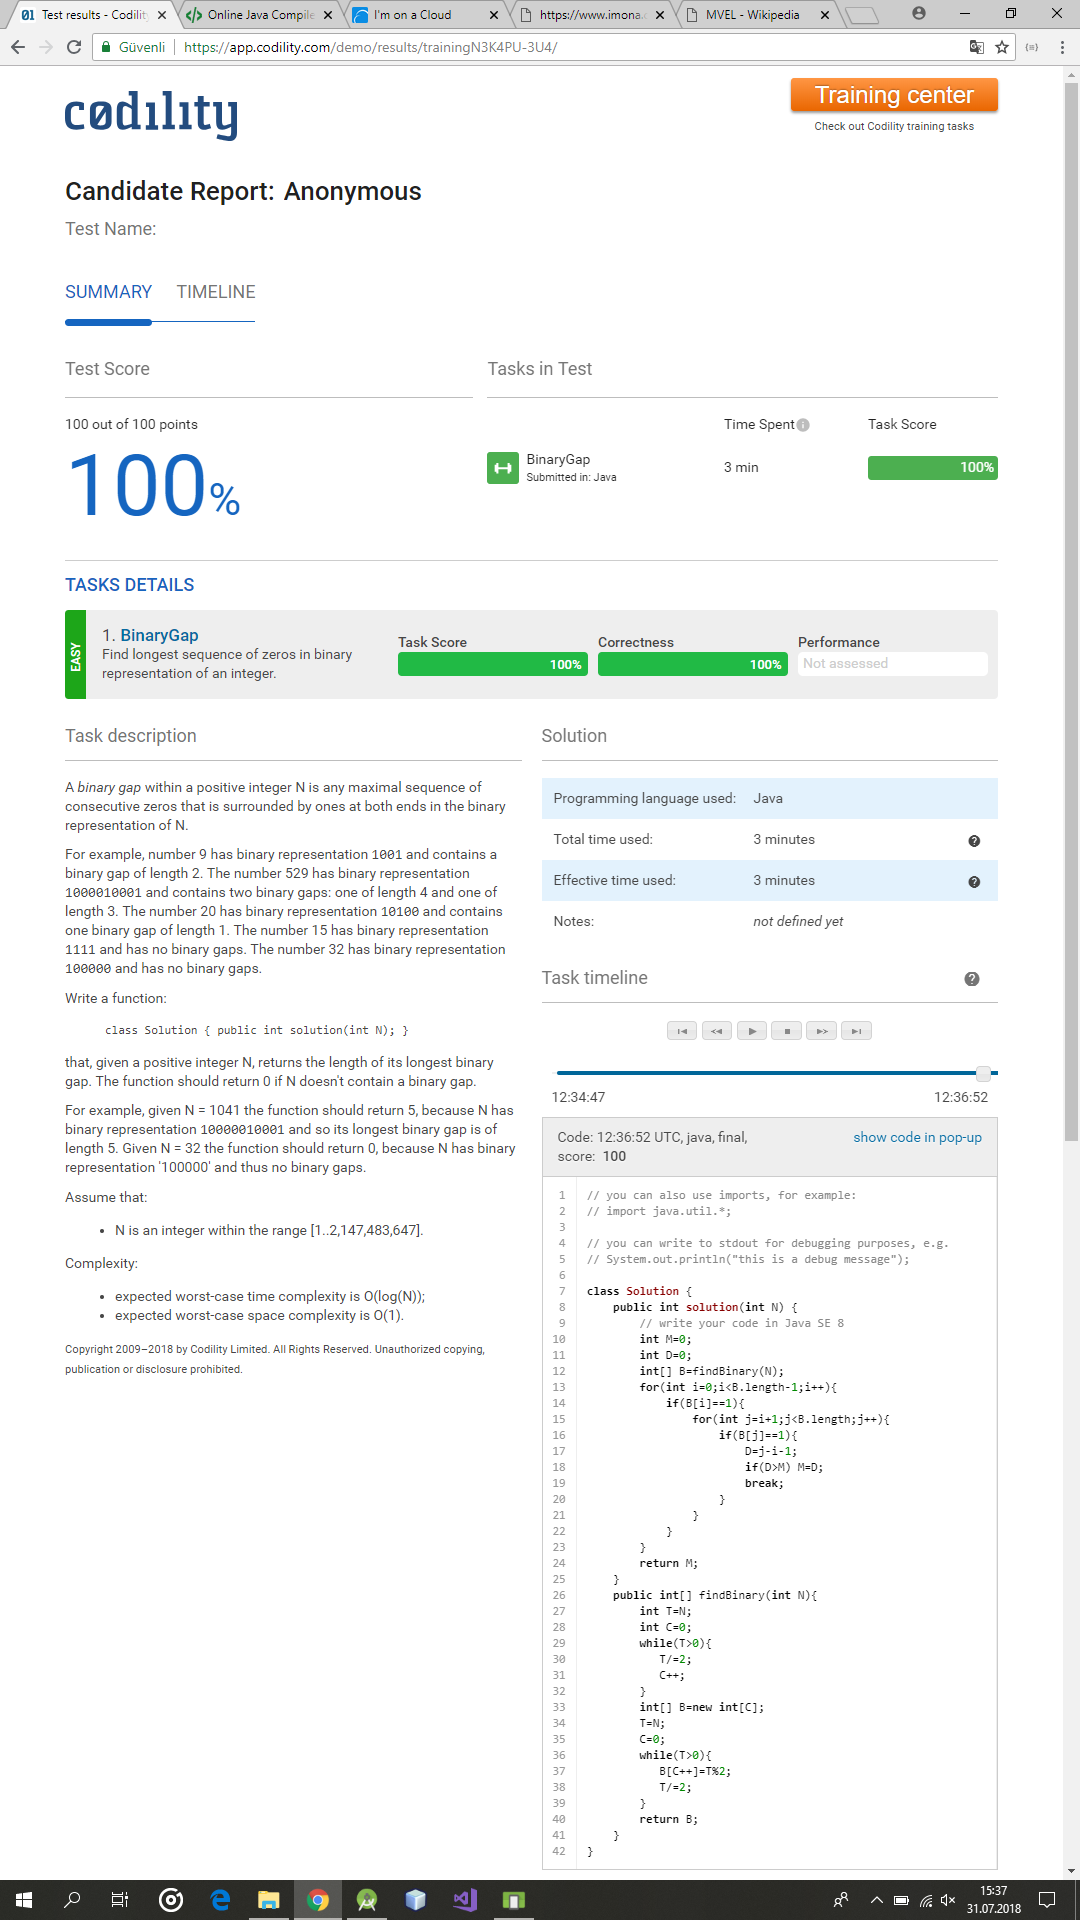 Test results - Codility
Online Java Compile
I'm on a Cloud
https://www.imona.c
MVEL - Wikipedia
Güvenli
https://app.codility.com/demo/results/trainingN3K4PU-3U4/
codility
Training center
Check out Codility training tasks
Candidate Report: Anonymous
Test Name:
SUMMARY TIMELINE
Test Score
Tasks in Test
100 out of 100 points
Time Spent
Task Score
100%
BinaryGap
Submitted in: Java
3 min
100%
TASKS DETAILS
EASY
1. BinaryGap
Find longest sequence of zeros in binary
representation of an integer.
Task Score
100%
Correctness
100%
Performance
Not assessed
Task description
A binary gap within a positive integer N is any maximal sequence of
consecutive zeros that is surrounded by ones at both ends in the binary
representation of N.
For example, number 9 has binary representation 1001 and contains a
binary gap of length 2. The number 529 has binary representation
1000010001 and contains two binary gaps: one of length 4 and one of
length 3. The number 20 has binary representation 10100 and contains
one binary gap of length 1. The number 15 has binary representation
1111 and has no binary gaps. The number 32 has binary representation
100000 and has no binary gaps.
Write a function:
class Solution { public int solution(int N); }
that, given a positive integer N, returns the length of its longest binary
gap. The function should return 0 if N doesn't contain a binary gap.
For example, given N = 1041 the function should return 5, because N has
binary representation 10000010001 and so its longest binary gap is of
length 5. Given N = 32 the function should return 0, because N has binary
representation '100000' and thus no binary gaps.
Assume that:
• N is an integer within the range [1..2,147,483,647].
Complexity:
• expected worst-case time complexity is O(log(N));
• expected worst-case space complexity is O(1).
Copyright 2009–2018 by Codility Limited. All Rights Reserved. Unauthorized copying,
publication or disclosure prohibited.
Solution
Programming language used: Java
Total time used: 3 minutes
Effective time used: 3 minutes
Notes: not defined yet
Task timeline
12:34:47
12:36:52
Code: 12:36:52 UTC, java, final,
score: 100
show code in pop-up
1 // you can also use imports, for example:
2 // import java.util.*;
3
4 // you can write to stdout for debugging purposes, e.g.
5 // System.out.println("this is a debug message");
6
7 class Solution {
8 public int solution(int N) {
9 // write your code in Java SE 8
10 int M=0;
11 int D=0;
12 int[] B=findBinary(N);
13 for(int i=0;i<B.length-1;i++){
14 if(B[i]==1){
15 for(int j=i+1;j<B.length;j++){
16 if(B[j]==1){
17 D=j-i-1;
18 if(D>M) M=D;
19 break;
20 }
21 }
22 }
23 }
24 return M;
25 }
26 public int[] findBinary(int N){
27 int T=N;
28 int C=0;
29 while(T>0){
30 T/=2;
31 C++;
32 }
33 int[] B=new int[C];
34 T=N;
35 C=0;
36 while(T>0){
37 B[C++]=T%2;
38 T/=2;
39 }
40 return B;
41 }
42 }
15:37
31.07.2018